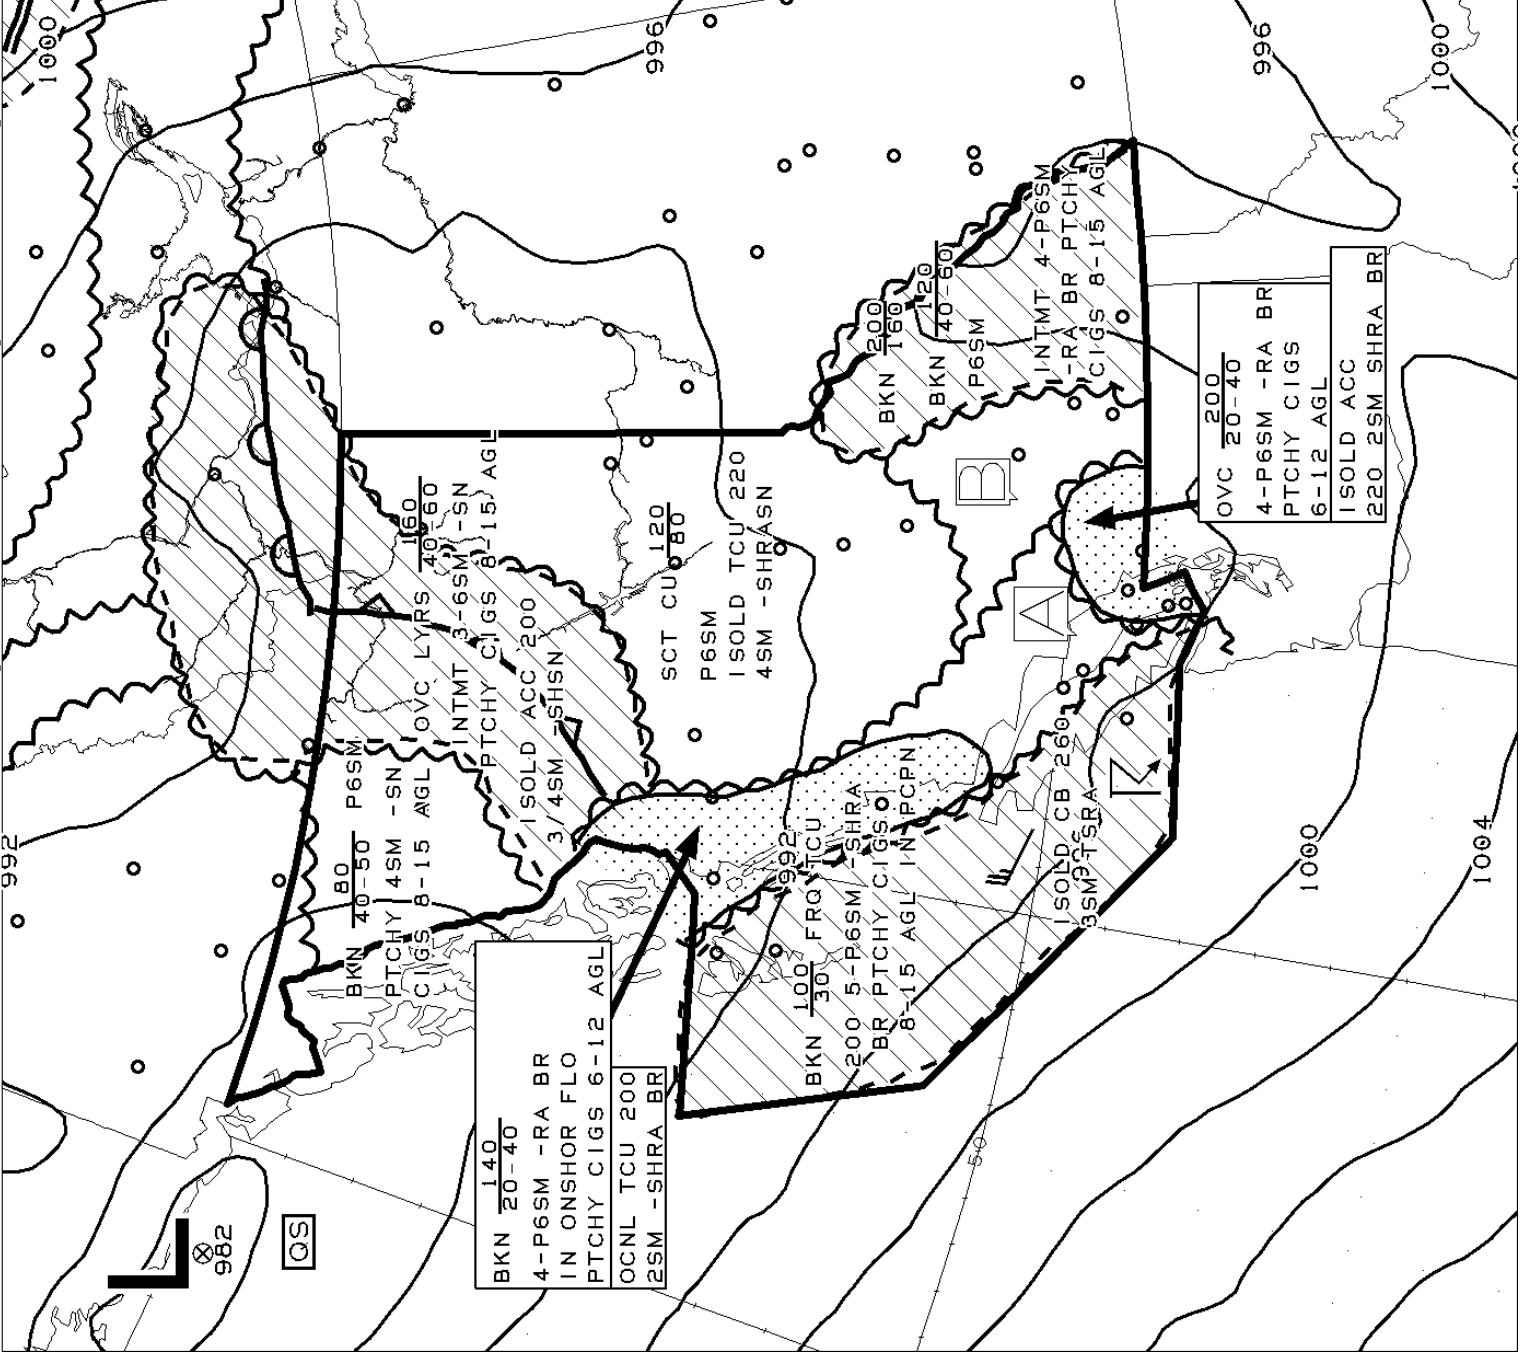 992
1000
982
L
QS
BKN 80
40-50
P6SM
PTCHY 4SM -SN
CIGS 8-15 AGL
OVC LYRS 160
40-60
INTMT 3-6SM -SN
PTCHY CIGS 8-15 AGL
ISOLD ACC 200
3/4SM -SHSN
BKN 140
20-40
4-P6SM -RA BR
IN ONSHOR FLO
PTCHY CIGS 6-12 AGL
OCNL TCU 200
2SM -SHRA BR
996
SCT CU 120
80
P6SM
ISOLD TCU 220
4SM -SHRASN
992
BKN 100
30
FRQ TCU
200 5-P6SM -SHRA
BR PTCHY CIGS
8-15 AGL IN PCPN
BKN 200
160
BKN 120
40-60
P6SM
INTMT 4-P6SM
-RA BR PTCHY
CIGS 8-15 AGL
B
A
50
ISOLD CB 260
3SM TSRA
996
OVC 200
20-40
4-P6SM -RA BR
PTCHY CIGS
6-12 AGL
ISOLD ACC
220 2SM SHRA BR
996
1000
1000
1004